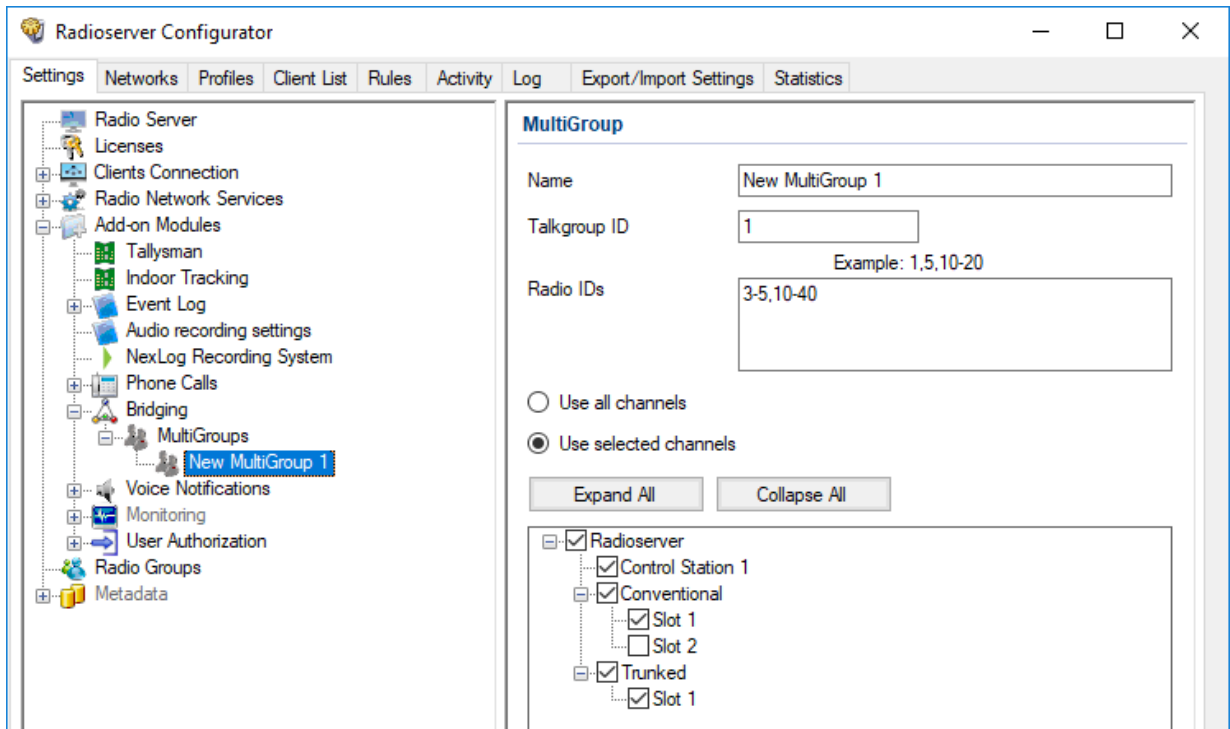 Radioserver Configurator
Settings Networks Profiles Client List Rules Activity Log Export/Import Settings Statistics
Radio Server
Licenses
Clients Connection
Radio Network Services
Add-on Modules
Tallysman
Indoor Tracking
Event Log
Audio recording settings
NexLog Recording System
Phone Calls
Bridging
MultiGroups
New MultiGroup 1
Voice Notifications
Monitoring
User Authorization
Radio Groups
Metadata
MultiGroup
Name New MultiGroup 1
Talkgroup ID 1
Example: 1,5,10-20
Radio IDs 3-5,10-40
Use all channels
Use selected channels
Expand All Collapse All
Radioserver
Control Station 1
Conventional
Slot 1
Slot 2
Trunked
Slot 1